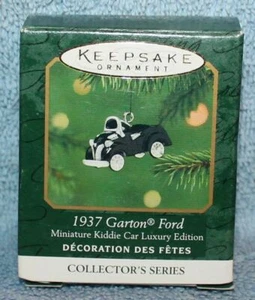 KEEPSAKE
ORNAMENT
1937 Garton® Ford
Miniature Kiddie Car Luxury Edition
DÉCORATION DES FÊTES
COLLECTOR'S SERIES